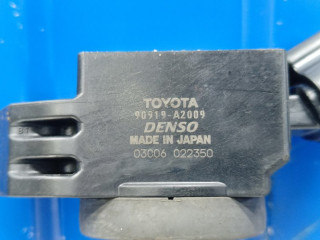 TOYOTA
90919-A2009
DENSO
MADE IN JAPAN
03C06 022350